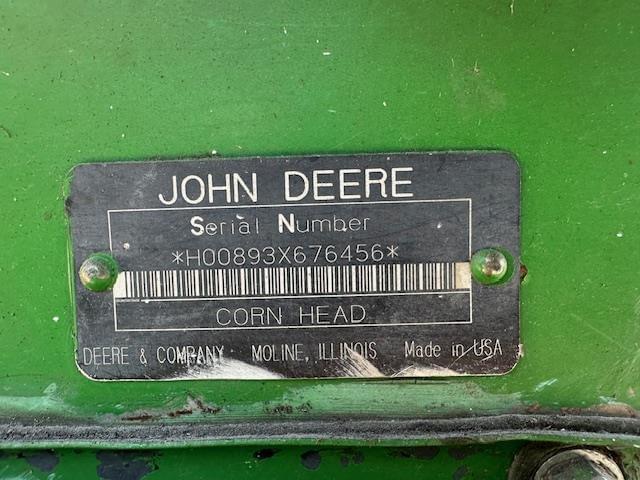 JOHN DEERE
Serial Number
*H00893X676456*
CORN HEAD
DEERE & COMPANY MOLINE, ILLINOIS Made in USA